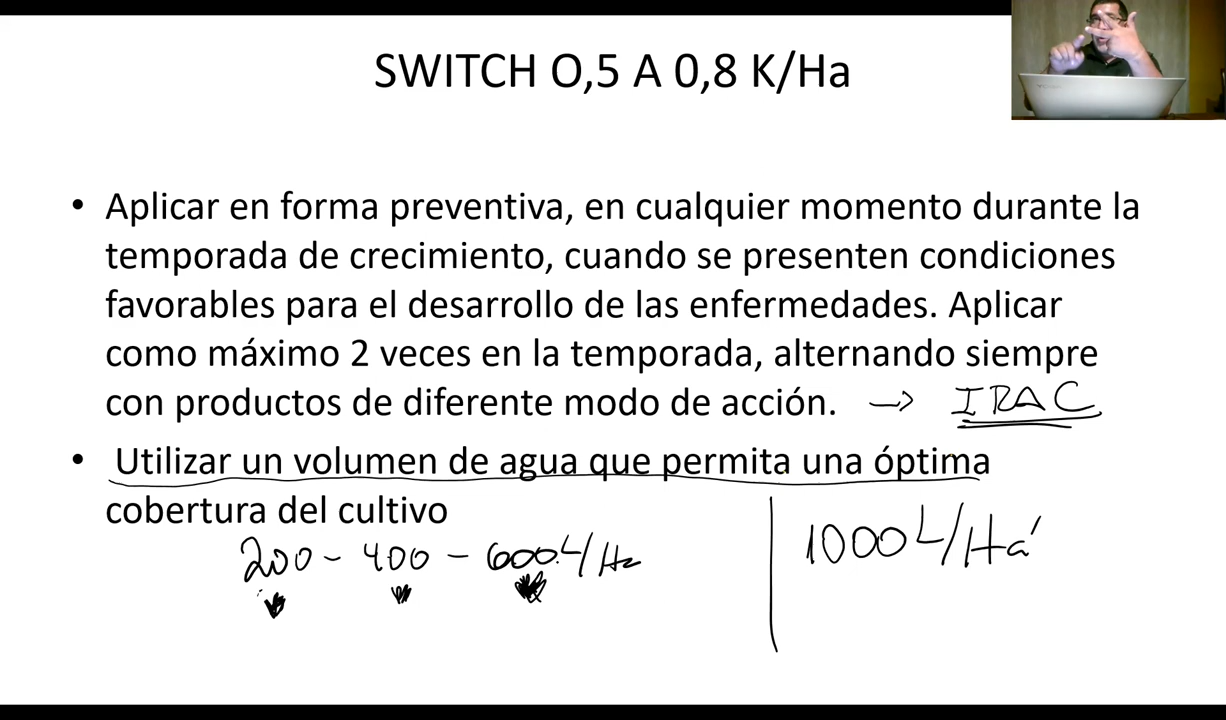 SWITCH O,5 A 0,8 K/Ha
• Aplicar en forma preventiva, en cualquier momento durante la
temporada de crecimiento, cuando se presenten condiciones
favorables para el desarrollo de las enfermedades. Aplicar
como máximo 2 veces en la temporada, alternando siempre
con productos de diferente modo de acción. → IRAC
• Utilizar un volumen de agua que permita una óptima
cobertura del cultivo
200 - 400 - 600 L/Ha
1000 L/Ha